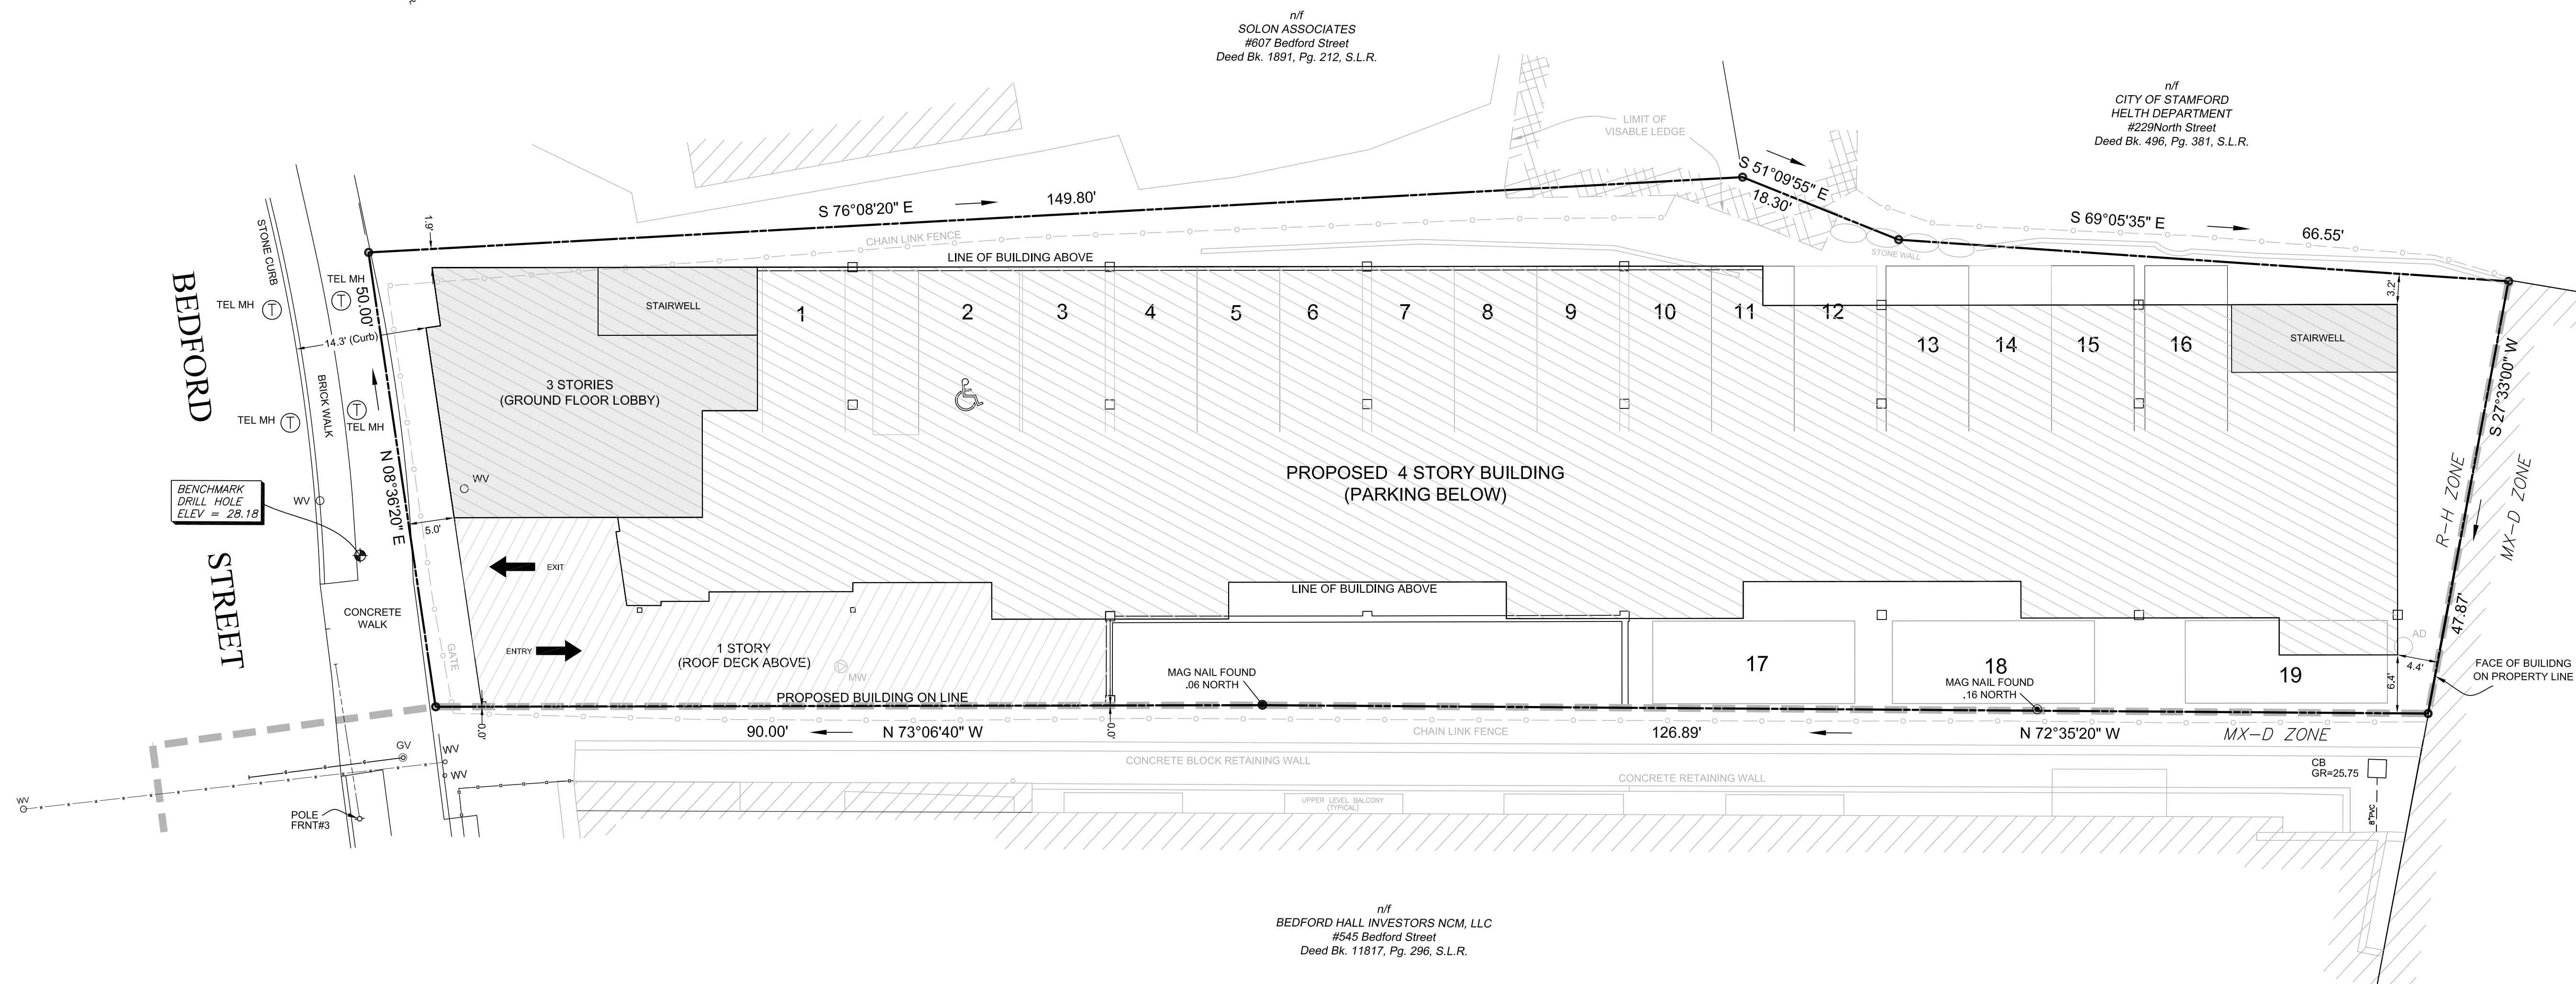 n/f
SOLON ASSOCIATES
#607 Bedford Street
Deed Bk. 1891, Pg. 212, S.L.R.
n/f
CITY OF STAMFORD
HELTH DEPARTMENT
#229North Street
Deed Bk. 496, Pg. 381, S.L.R.
LIMIT OF
VISABLE LEDGE
S 51°09'55" E
18.30'
S 76°08'20" E
149.80'
S 69°05'35" E
66.55'
1.9'
CHAIN LINK FENCE
LINE OF BUILDING ABOVE
STONE WALL
STONE CURB
TEL MH
T
TEL MH
T
50.00'
14.3' (Curb)
BEDFORD
STREET
BRICK WALK
TEL MH
T
TEL MH
T
N 08°36'20" E
STAIRWELL
3 STORIES
(GROUND FLOOR LOBBY)
1
2
3
4
5
6
7
8
9
10
11
12
13
14
15
16
STAIRWELL
3.2'
S 27°33'00" W
47.87'
R-H ZONE
MX-D ZONE
PROPOSED 4 STORY BUILDING
(PARKING BELOW)
BENCHMARK
DRILL HOLE
ELEV = 28.18
WV
WV
5.0'
EXIT
ENTRY
CONCRETE
WALK
GATE
1 STORY
(ROOF DECK ABOVE)
MW
LINE OF BUILDING ABOVE
PROPOSED BUILDING ON LINE
MAG NAIL FOUND
.06 NORTH
17
18
MAG NAIL FOUND
.16 NORTH
19
AD
4.4'
6.4'
FACE OF BUILIDNG
ON PROPERTY LINE
0.0'
0.0'
90.00'
N 73°06'40" W
CHAIN LINK FENCE
126.89'
N 72°35'20" W
MX-D ZONE
GV
WV
WV
WV
POLE
FRNT#3
CONCRETE BLOCK RETAINING WALL
CONCRETE RETAINING WALL
UPPER LEVEL BALCONY
(TYPICAL)
CB
GR=25.75
8"PVC
n/f
BEDFORD HALL INVESTORS NCM, LLC
#545 Bedford Street
Deed Bk. 11817, Pg. 296, S.L.R.